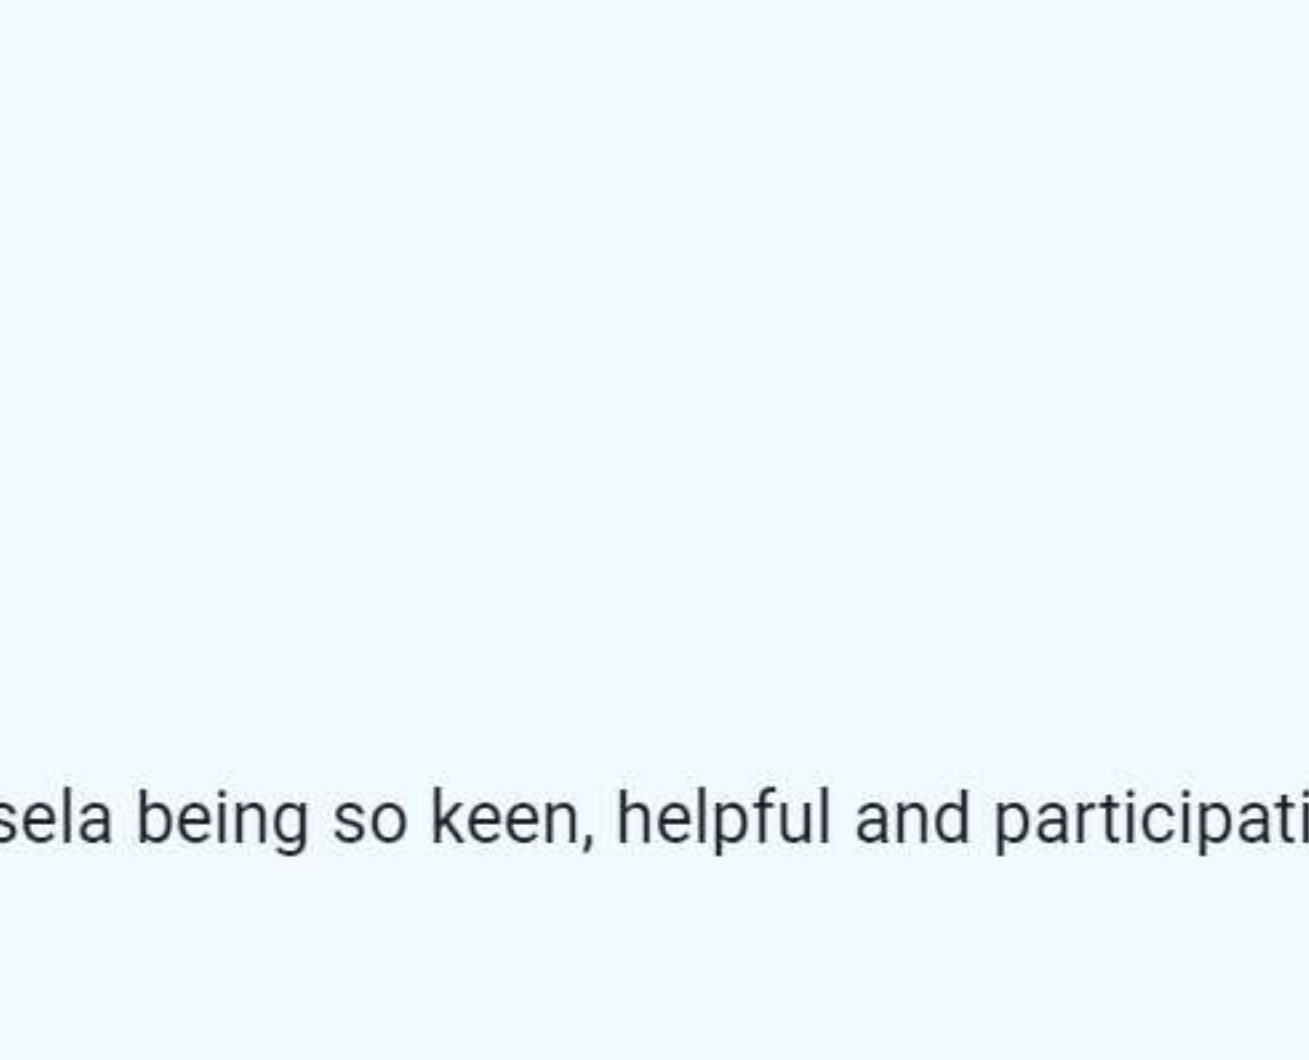 sela being so keen, helpful and participati